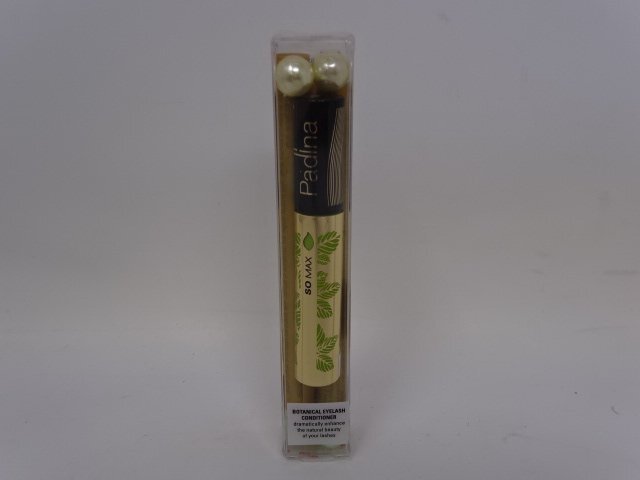 Padina
SO MAX
BOTANICAL EYELASH
CONDITIONER
dramatically enhance
the natural beauty
of your lashes